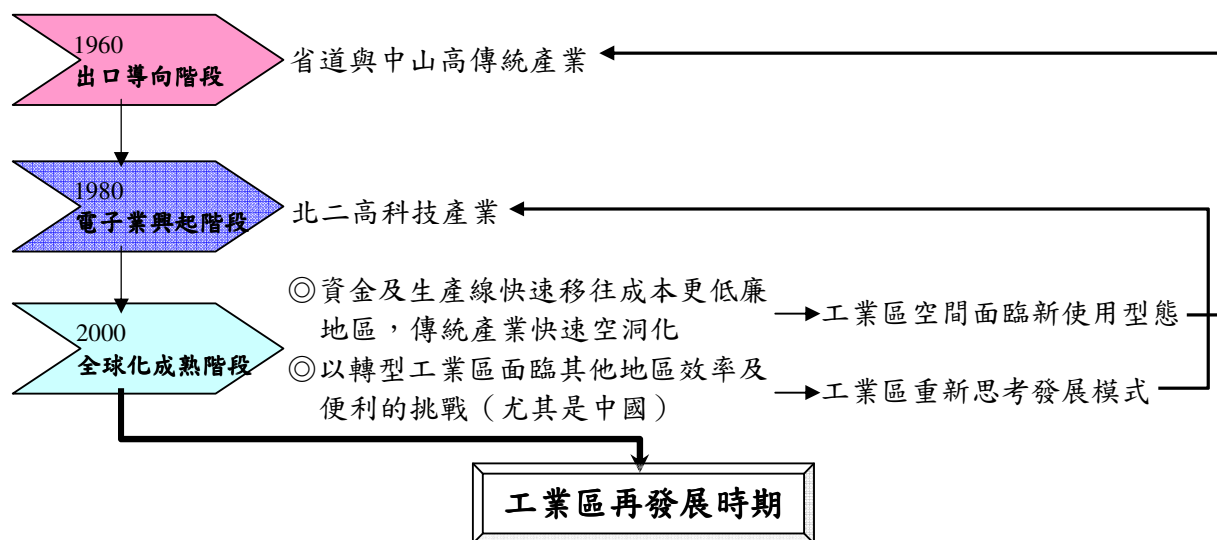 1960
出口導向階段
省道與中山高傳統產業
1980
電子業興起階段
北二高科技產業
2000
全球化成熟階段
◎資金及生產線快速移往成本更低廉
地區，傳統產業快速空洞化
工業區空間面臨新使用型態
◎以轉型工業區面臨其他地區效率及
便利的挑戰（尤其是中國）
工業區重新思考發展模式
工業區再發展時期